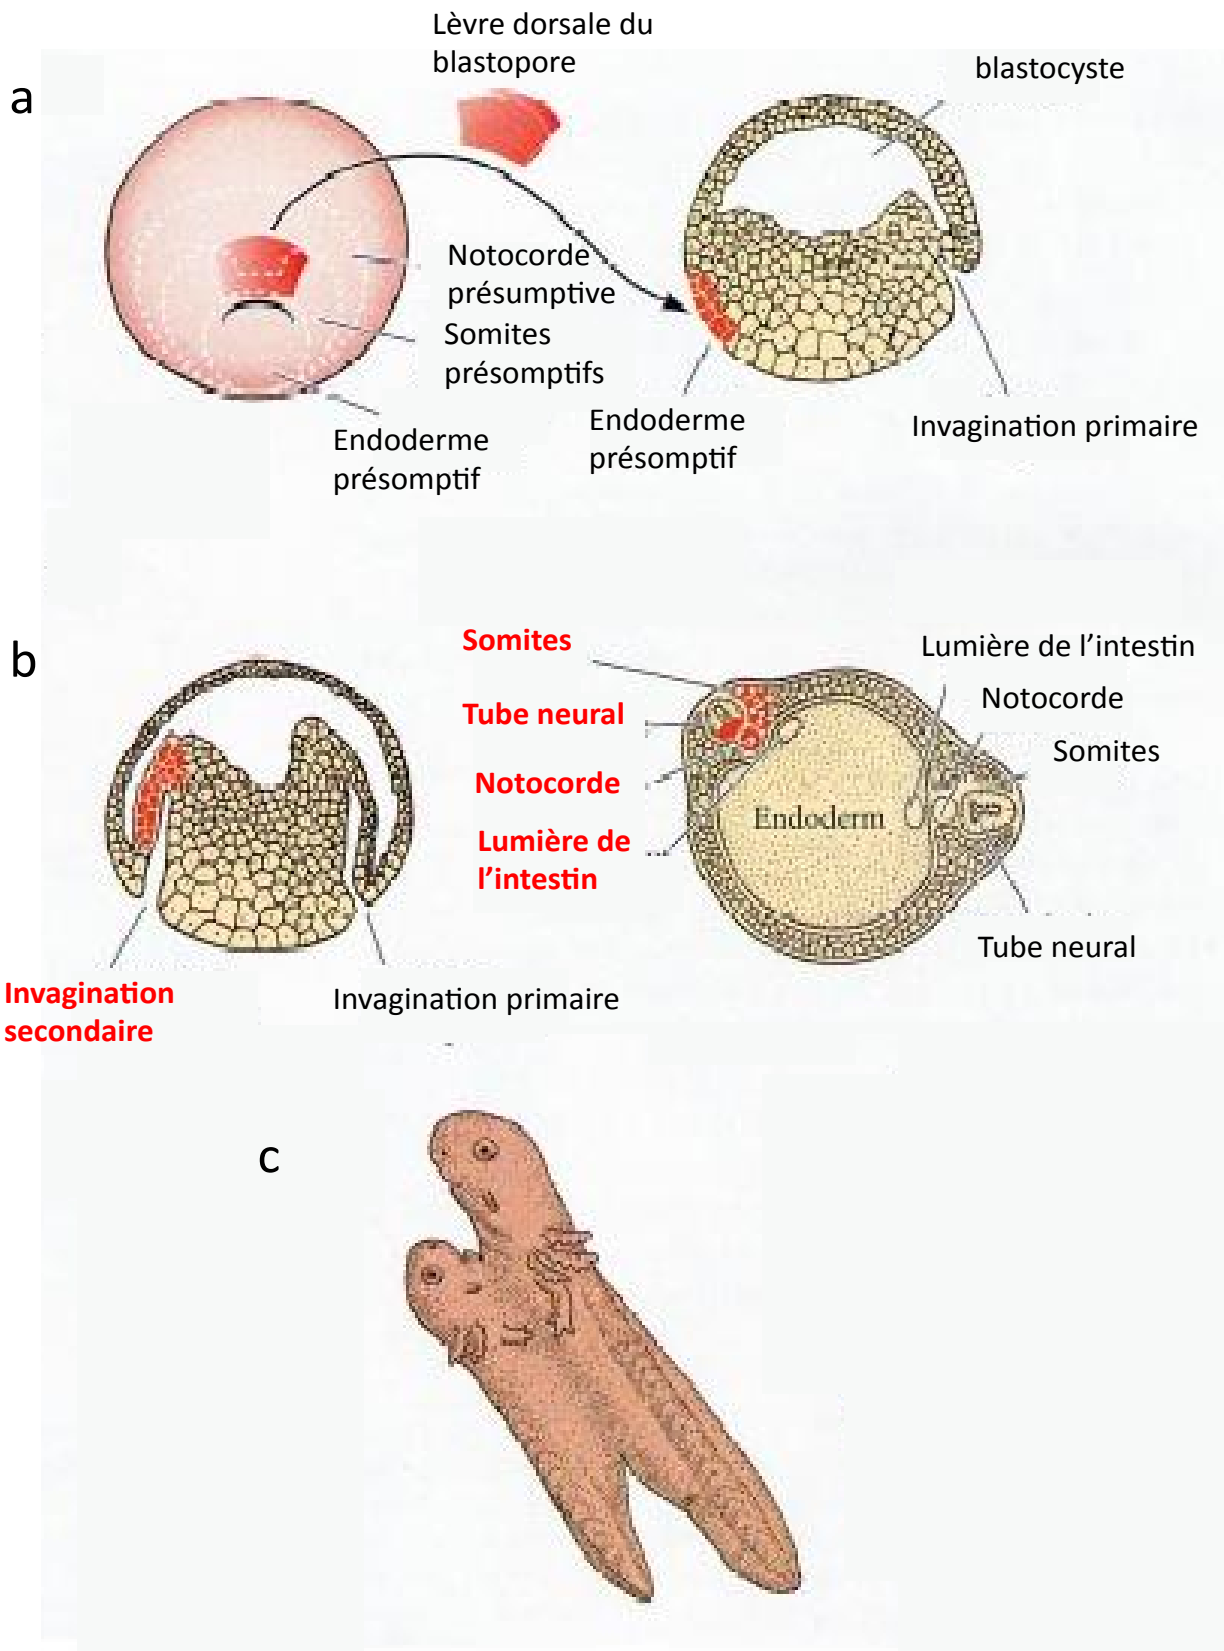 a
Lèvre dorsale du
blastopore
blastocyste
Notocorde
présumptive
Somites
présomptifs
Endoderme
présomptif
Endoderme
présomptif
Invagination primaire
b
Somites
Tube neural
Notocorde
Lumière de
l’intestin
Endoderm
Lumière de l’intestin
Notocorde
Somites
Tube neural
Invagination
secondaire
Invagination primaire
c